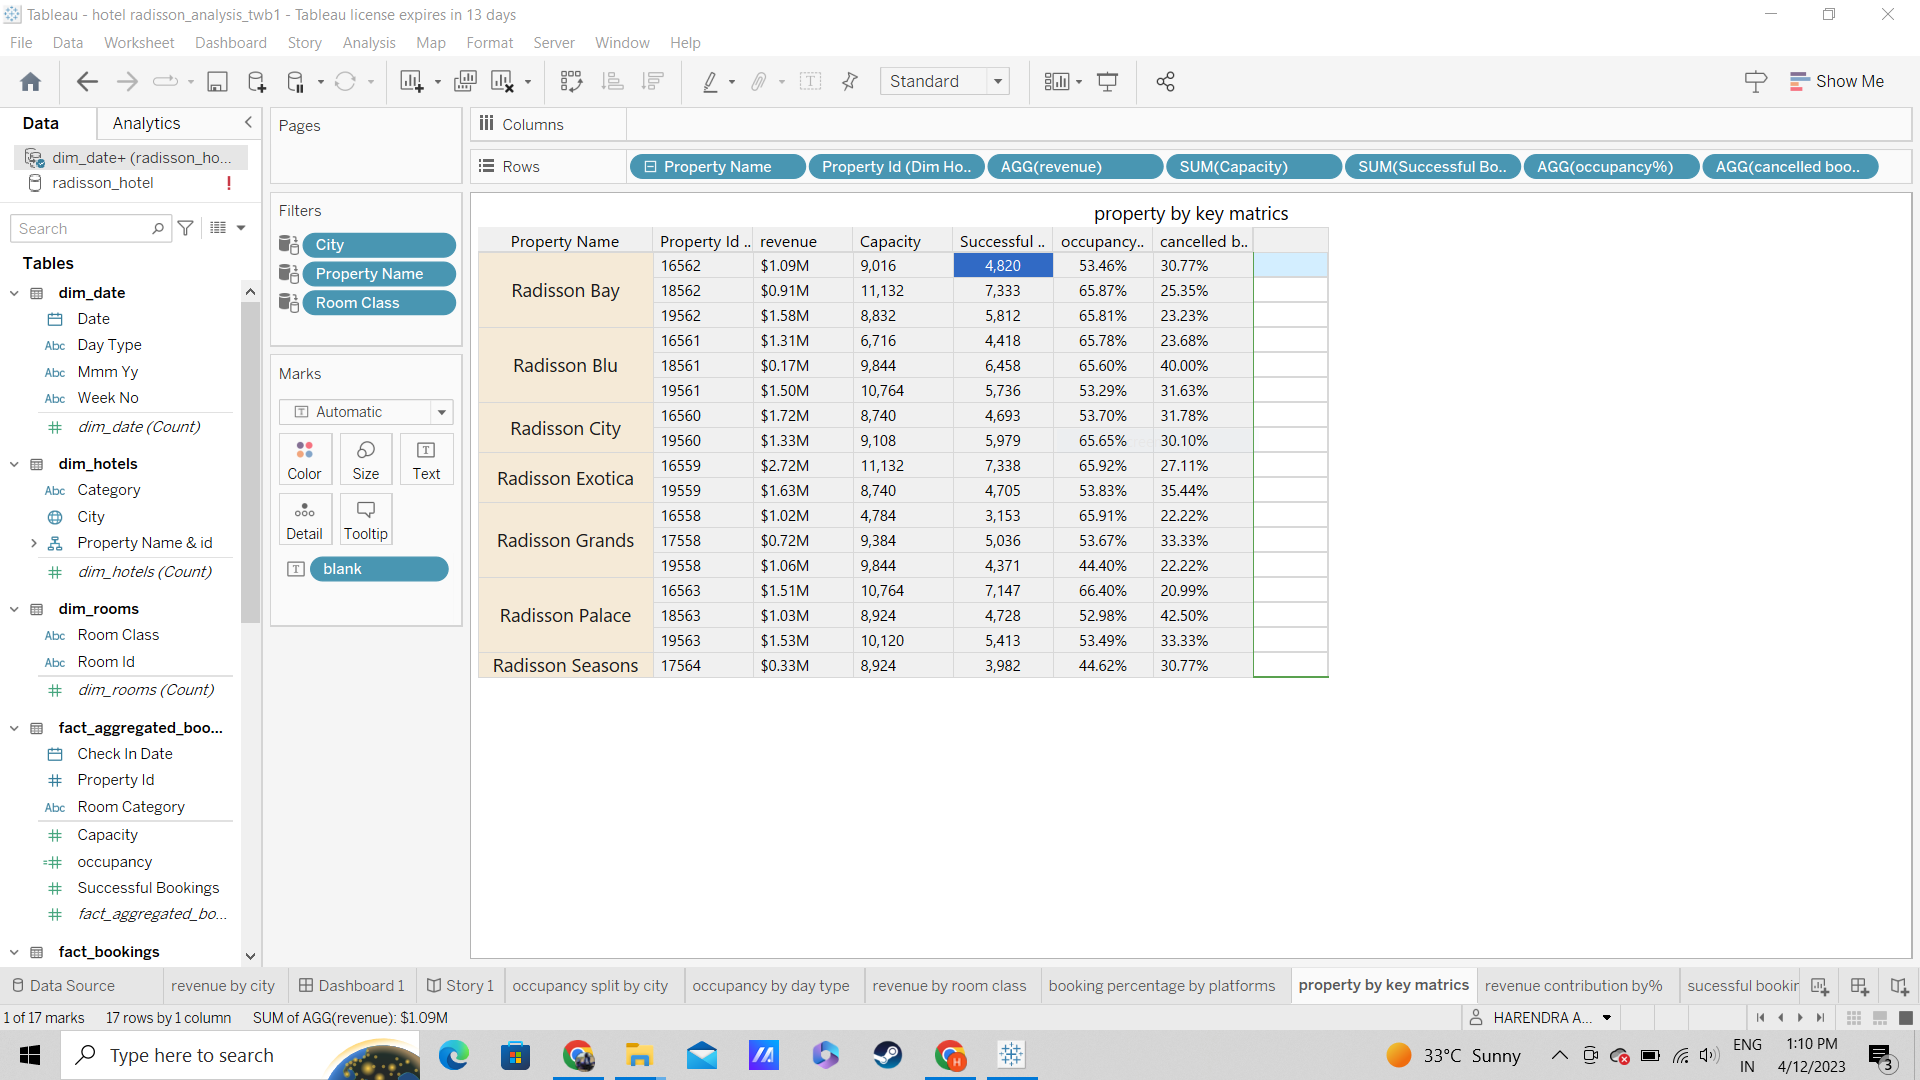 Tableau - hotel radisson_analysis_twb1 - Tableau license expires in 13 days
File Data Worksheet Dashboard Story Analysis Map Format Server Window Help
Standard Show Me
Data Analytics
dim_date+ (radisson_ho...
radisson_hotel !
Search
Tables
dim_date
Date
Abc Day Type
Abc Mmm Yy
Abc Week No
dim_date (Count)
dim_hotels
Abc Category
City
Property Name & id
dim_hotels (Count)
dim_rooms
Abc Room Class
Abc Room Id
dim_rooms (Count)
fact_aggregated_boo...
Check In Date
Property Id
Abc Room Category
Capacity
occupancy
Successful Bookings
fact_aggregated_bo...
fact_bookings
Pages
Filters
City
Property Name
Room Class
Marks
Automatic
Color Size Text
Detail Tooltip
blank
Columns
Rows Property Name Property Id (Dim Ho.. AGG(revenue) SUM(Capacity) SUM(Successful Bo.. AGG(occupancy%) AGG(cancelled boo..
property by key matrics
Property Name Property Id .. revenue Capacity Successful .. occupancy.. cancelled b..
Radisson Bay 16562 $1.09M 9,016 4,820 53.46% 30.77%
18562 $0.91M 11,132 7,333 65.87% 25.35%
19562 $1.58M 8,832 5,812 65.81% 23.23%
Radisson Blu 16561 $1.31M 6,716 4,418 65.78% 23.68%
18561 $0.17M 9,844 6,458 65.60% 40.00%
19561 $1.50M 10,764 5,736 53.29% 31.63%
Radisson City 16560 $1.72M 8,740 4,693 53.70% 31.78%
19560 $1.33M 9,108 5,979 65.65% 30.10%
Radisson Exotica 16559 $2.72M 11,132 7,338 65.92% 27.11%
19559 $1.63M 8,740 4,705 53.83% 35.44%
Radisson Grands 16558 $1.02M 4,784 3,153 65.91% 22.22%
17558 $0.72M 9,384 5,036 53.67% 33.33%
19558 $1.06M 9,844 4,371 44.40% 22.22%
Radisson Palace 16563 $1.51M 10,764 7,147 66.40% 20.99%
18563 $1.03M 8,924 4,728 52.98% 42.50%
19563 $1.53M 10,120 5,413 53.49% 33.33%
Radisson Seasons 17564 $0.33M 8,924 3,982 44.62% 30.77%
Data Source revenue by city Dashboard 1 Story 1 occupancy split by city occupancy by day type revenue by room class booking percentage by platforms property by key matrics revenue contribution by% sucessful bookin
1 of 17 marks 17 rows by 1 column SUM of AGG(revenue): $1.09M HARENDRA A...
Type here to search 33°C Sunny ENG IN 1:10 PM 4/12/2023 3